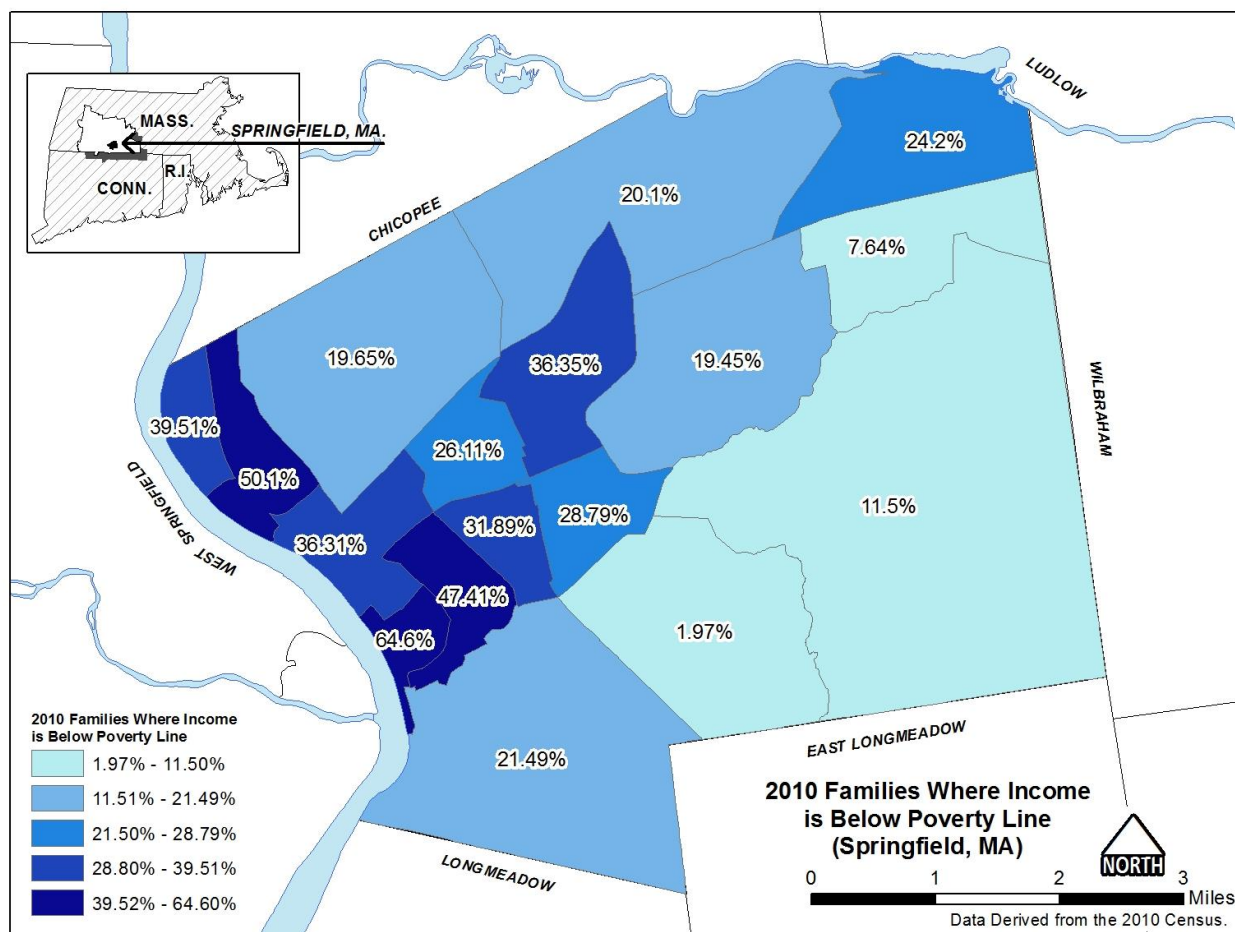 LUDLOW
MASS.
SPRINGFIELD, MA.
R.I.
CONN.
24.2%
20.1%
CHICOPEE
7.64%
19.65%
36.35%
19.45%
WILBRAHAM
39.51%
26.11%
50.1%
11.5%
WEST SPRINGFIELD
31.89%
28.79%
36.31%
47.41%
64.6%
1.97%
21.49%
EAST LONGMEADOW
LONGMEADOW
2010 Families Where Income
is Below Poverty Line
1.97% - 11.50%
11.51% - 21.49%
21.50% - 28.79%
28.80% - 39.51%
39.52% - 64.60%
2010 Families Where Income
is Below Poverty Line
(Springfield, MA)
NORTH
0 1 2 3
Miles
Data Derived from the 2010 Census.